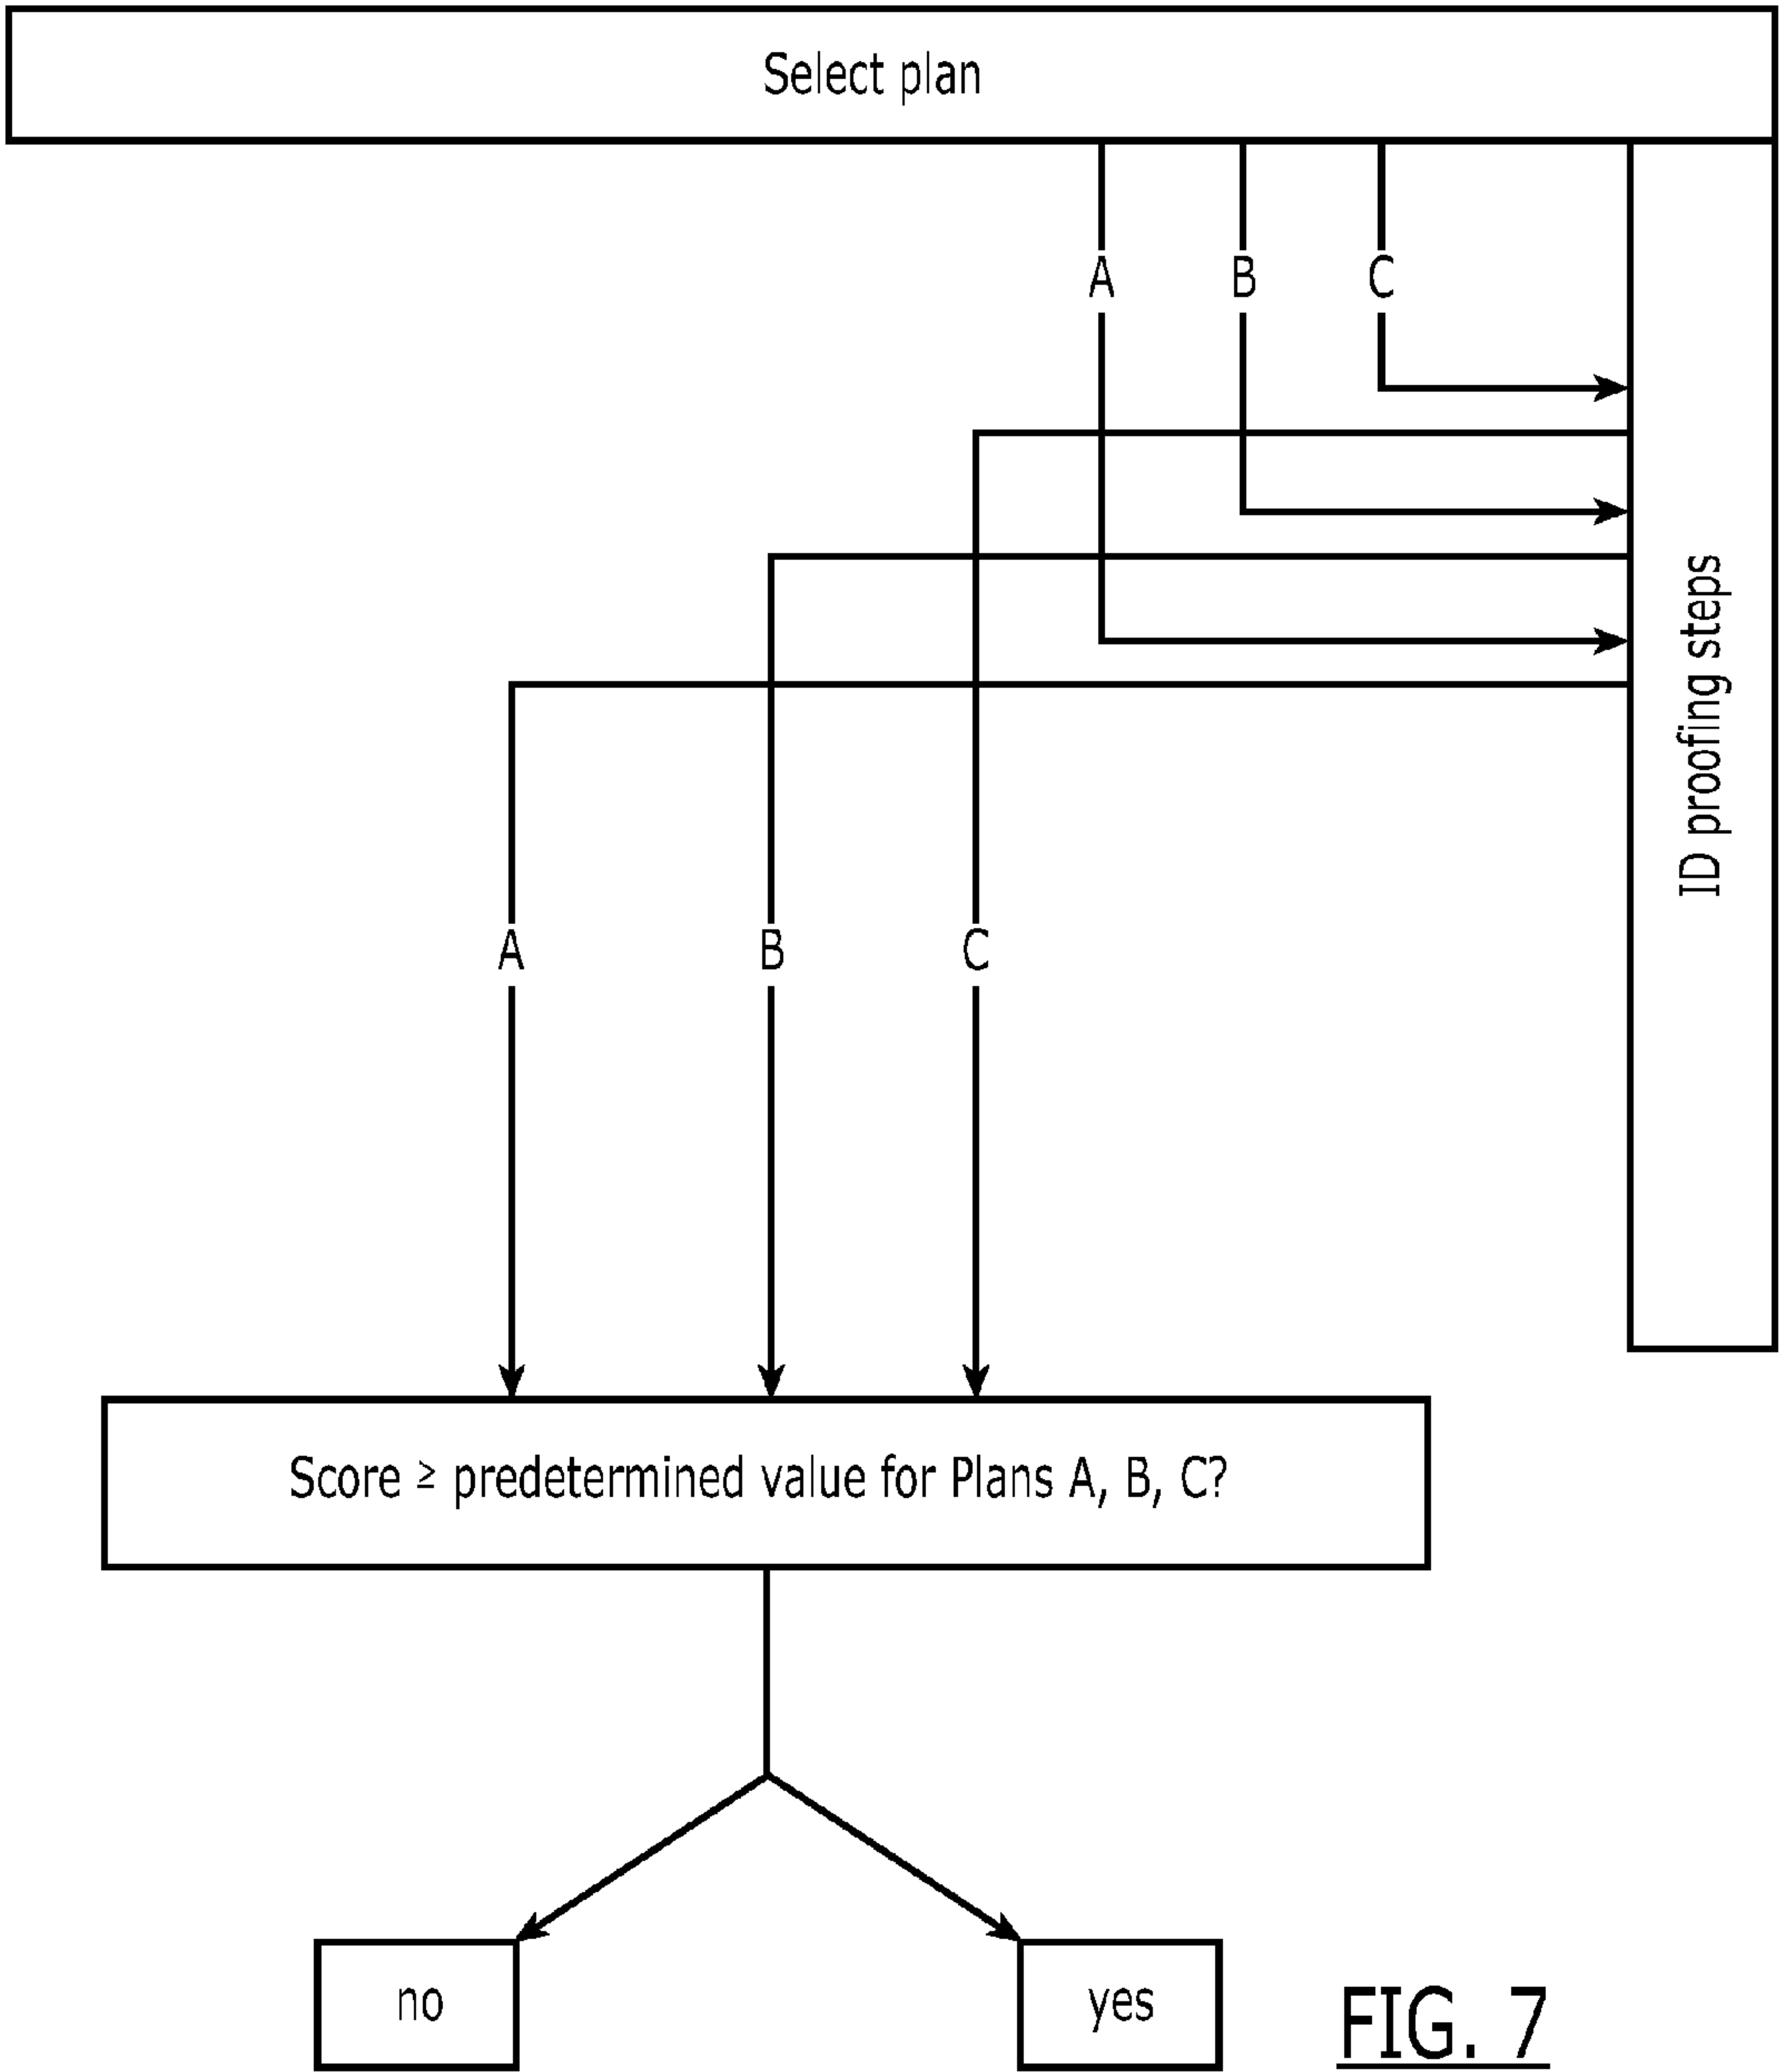 Select plan
A
B
C
ID proofing steps
A
B
C
Score ≥ predetermined value for Plans A, B, C?
no
yes
FIG. 7